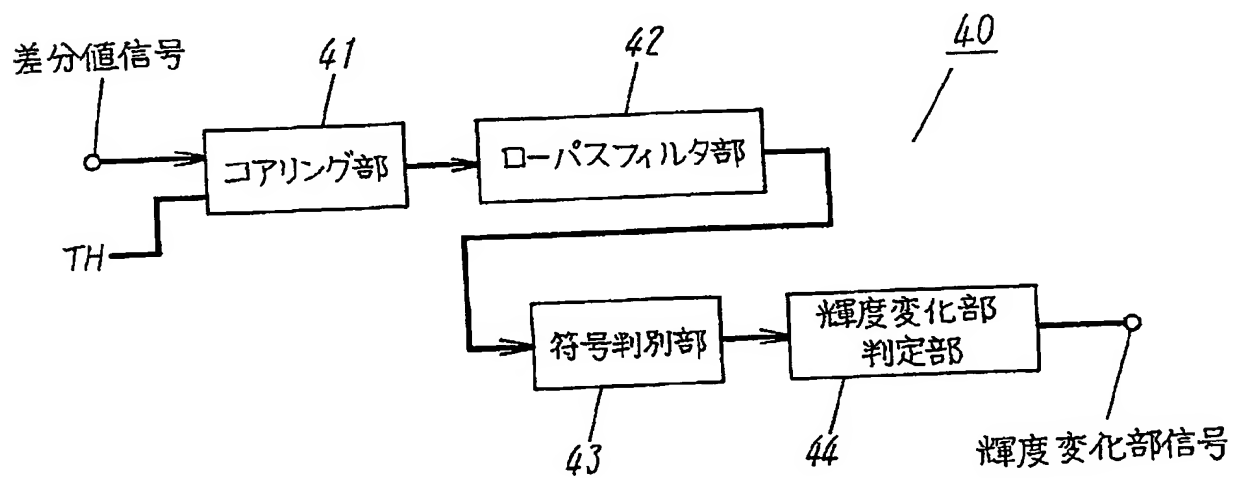 40
差分値信号
41
42
コアリング部
ローパスフィルタ部
TH
符号判別部
輝度変化部
判定部
43
44
輝度変化部信号